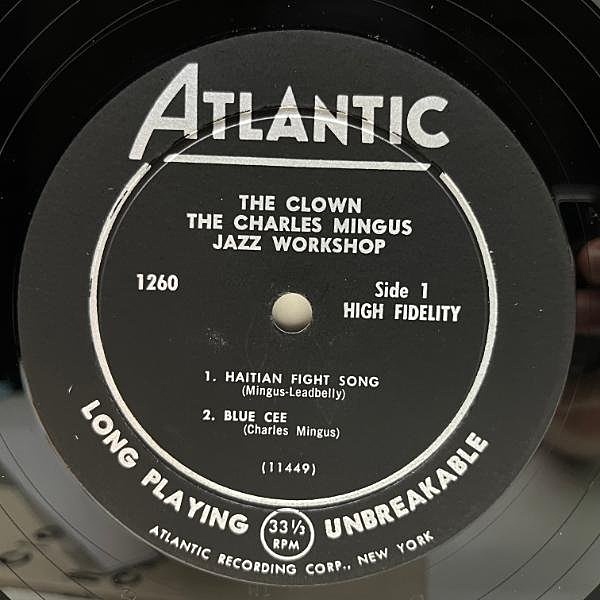 ATLANTIC
THE CLOWN
THE CHARLES MINGUS
JAZZ WORKSHOP
1260
Side 1
HIGH FIDELITY
1. HAITIAN FIGHT SONG
(Mingus-Leadbelly)
2. BLUE CEE
(Charles Mingus)
(11449)
LONG PLAYING 33⅓ RPM UNBREAKABLE
ATLANTIC RECORDING CORP., NEW YORK